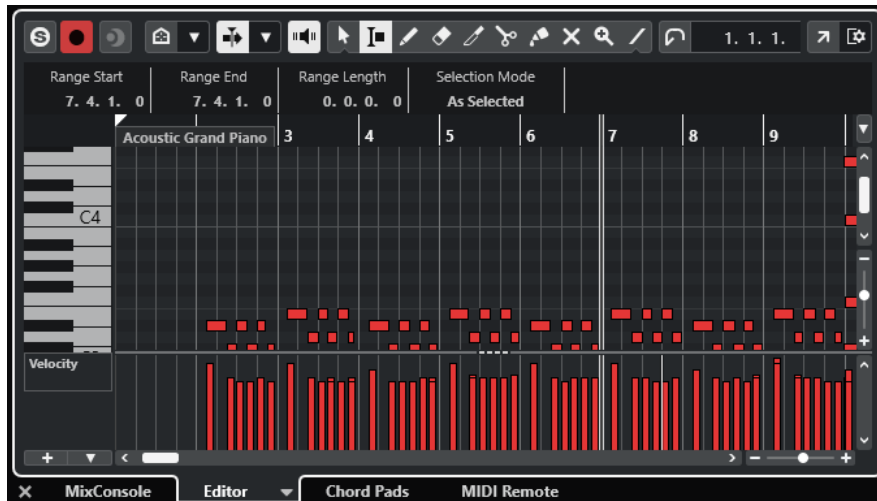 S
1. 1. 1.
Range Start Range End Range Length Selection Mode
7. 4. 1. 0 7. 4. 1. 0 0. 0. 0. 0 As Selected
Acoustic Grand Piano 3 4 5 6 7 8 9
C4
Velocity
MixConsole Editor Chord Pads MIDI Remote